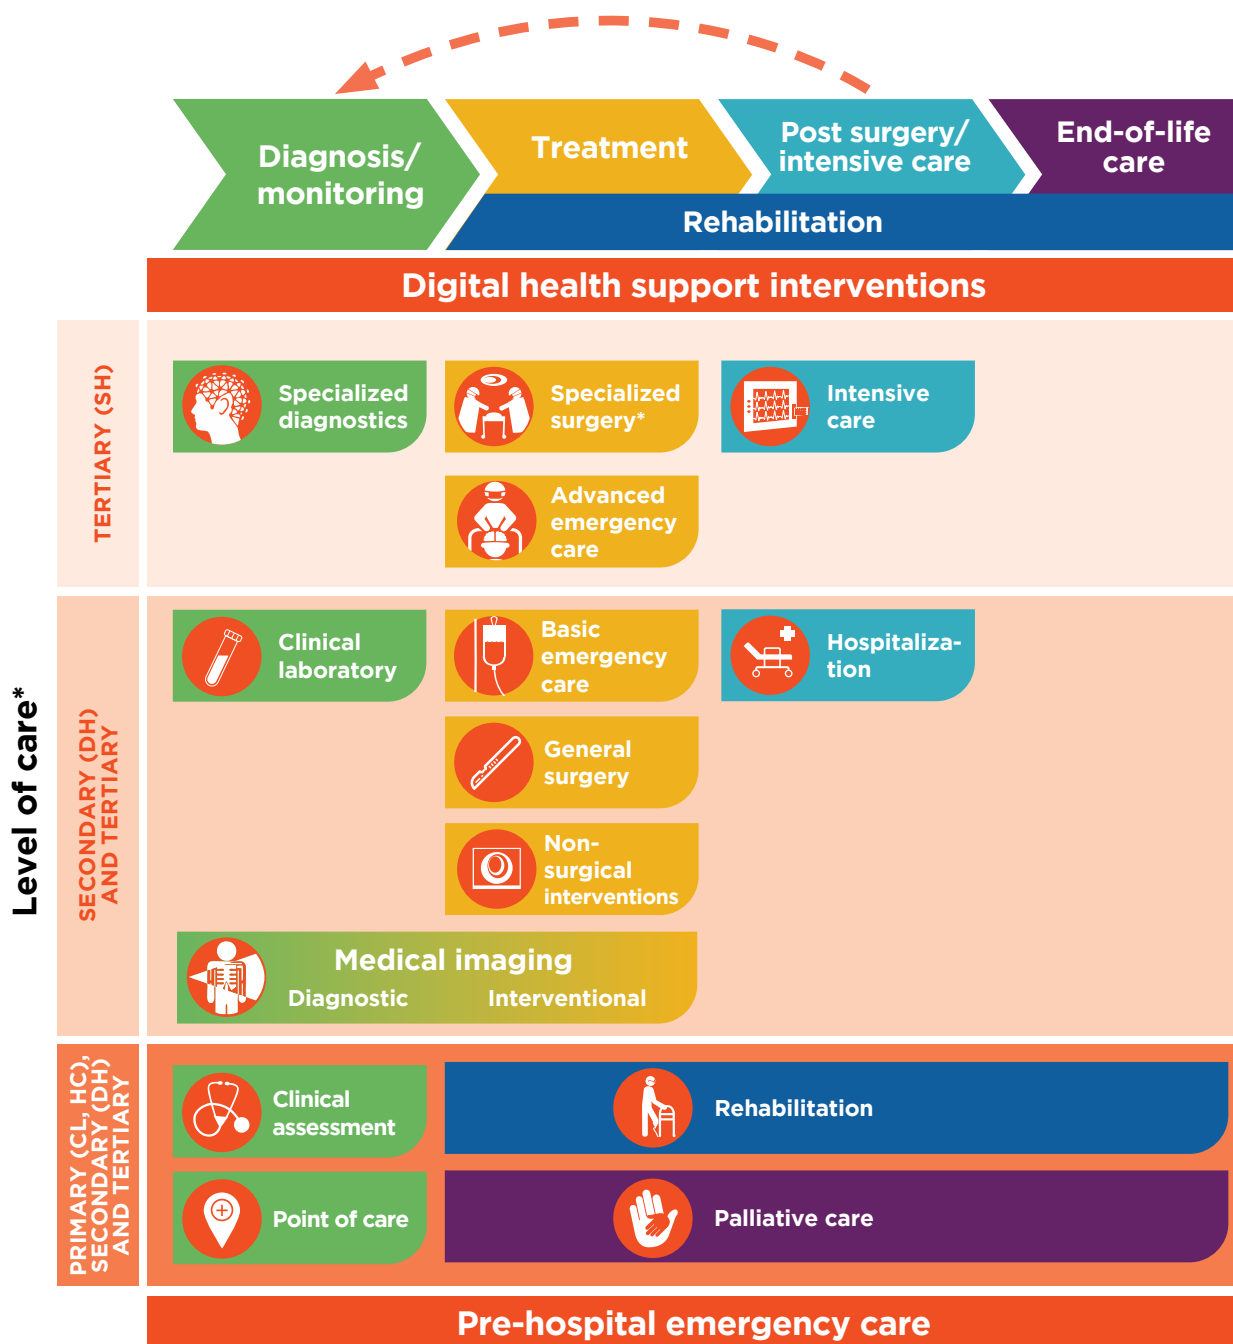 Diagnosis/
monitoring
Treatment
Post surgery/
intensive care
End-of-life
care
Rehabilitation
Digital health support interventions
Level of care*
TERTIARY (SH)
Specialized
diagnostics
Specialized
surgery*
Intensive
care
Advanced
emergency
care
SECONDARY (DH)
AND TERTIARY
Clinical
laboratory
Basic
emergency
care
Hospitaliza-
tion
General
surgery
Non-
surgical
interventions
Medical imaging
Diagnostic
Interventional
PRIMARY (CL, HC),
SECONDARY (DH)
AND TERTIARY
Clinical
assessment
Rehabilitation
Point of care
Palliative care
Pre-hospital emergency care